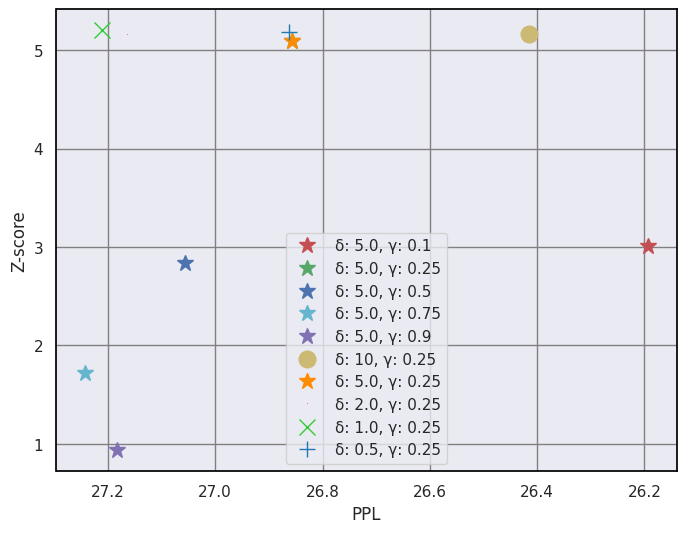 5
4
3
2
1
Z-score
δ: 5.0, γ: 0.1
δ: 5.0, γ: 0.25
δ: 5.0, γ: 0.5
δ: 5.0, γ: 0.75
δ: 5.0, γ: 0.9
δ: 10, γ: 0.25
δ: 5.0, γ: 0.25
δ: 2.0, γ: 0.25
δ: 1.0, γ: 0.25
δ: 0.5, γ: 0.25
27.2 27.0 26.8 26.6 26.4 26.2
PPL